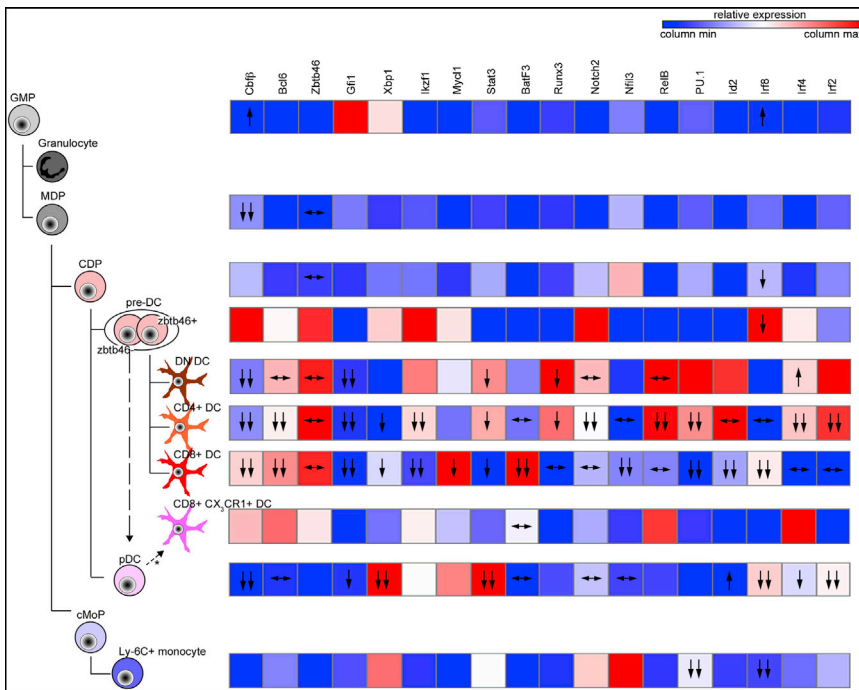 relative expression
column min column max
Cbfβ Bcl6 Zbtb46 Gfi1 Xbp1 Ikzf1 Mycl1 Stat3 BatF3 Runx3 Notch2 Nfil3 RelB PU.1 Id2 Irf8 Irf4 Irf2
GMP
Granulocyte
MDP
CDP
pre-DC
zbtb46+
zbtb46-
DN DC
CD4+ DC
CD8+ DC
CD8+ CX3CR1+ DC
pDC
*
cMoP
Ly-6C+ monocyte